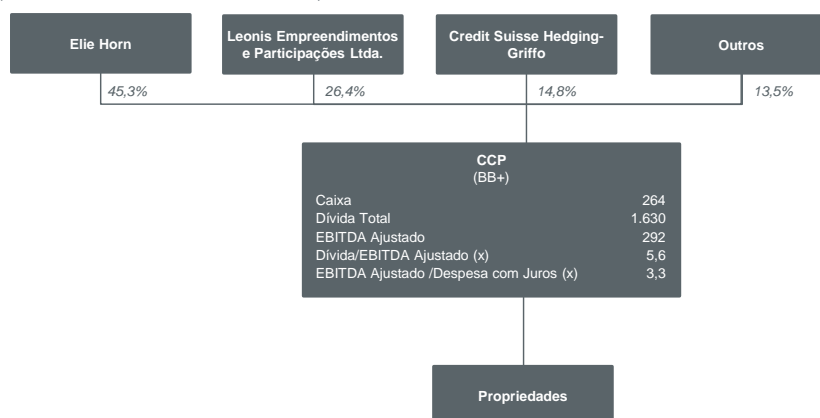 Elie Horn
Leonis Empreendimentos
e Participações Ltda.
Credit Suisse Hedging-
Griffo
Outros
45,3%
26,4%
14,8%
13,5%
CCP
(BB+)
Caixa 264
Dívida Total 1.630
EBITDA Ajustado 292
Dívida/EBITDA Ajustado (x) 5,6
EBITDA Ajustado /Despesa com Juros (x) 3,3
Propriedades